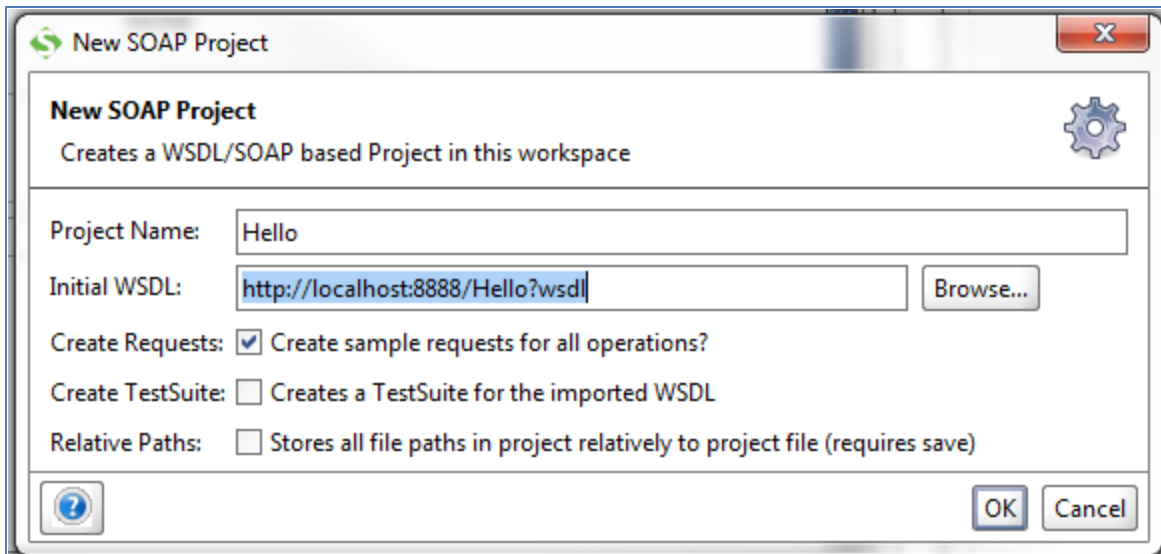 New SOAP Project
New SOAP Project
Creates a WSDL/SOAP based Project in this workspace
Project Name: Hello
Initial WSDL: http://localhost:8888/Hello?wsdl Browse...
Create Requests: Create sample requests for all operations?
Create TestSuite: Creates a TestSuite for the imported WSDL
Relative Paths: Stores all file paths in project relatively to project file (requires save)
OK Cancel